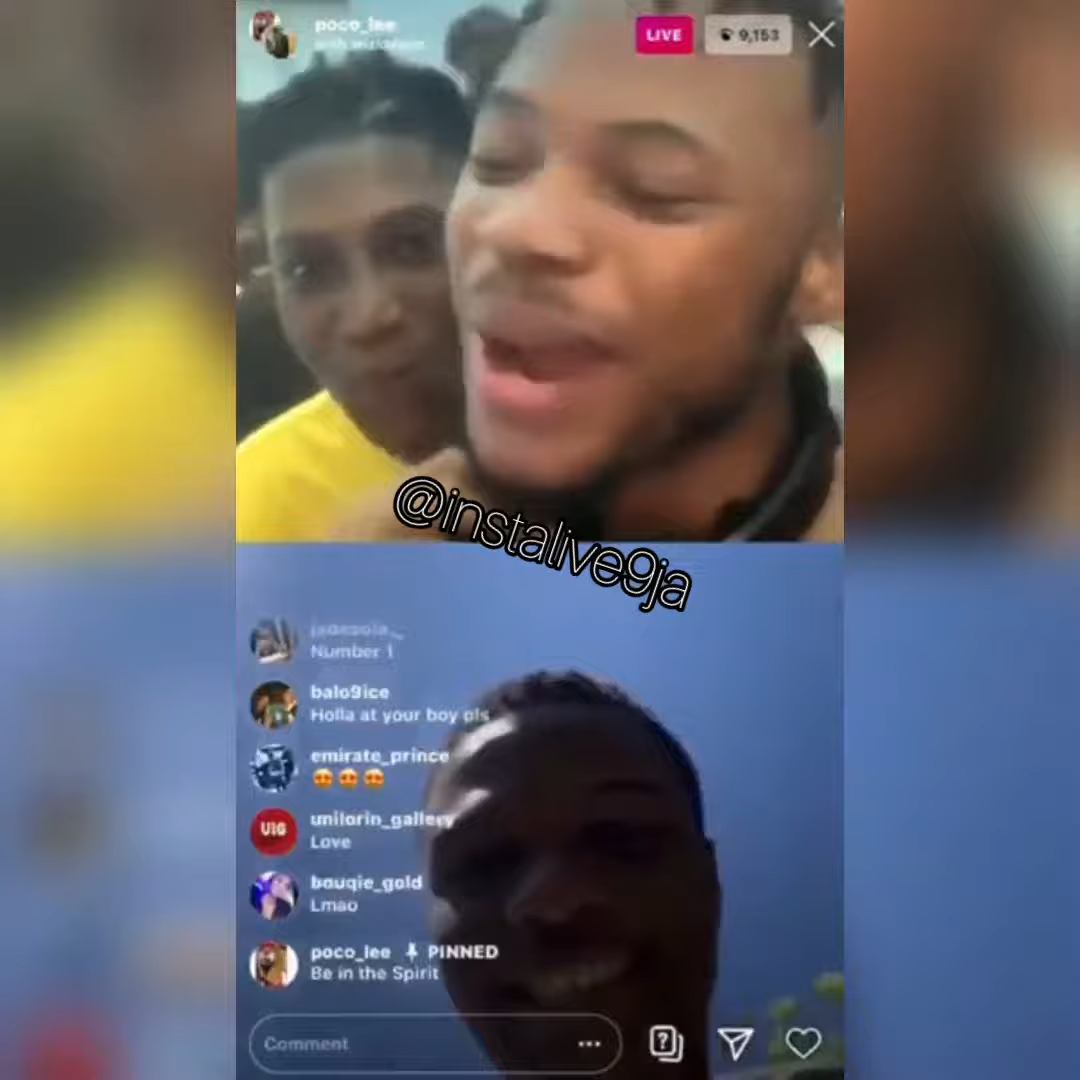 poco_lee
LIVE
9,153
@instalive9ja
Number 1
balo9ice
Holla at your boy pls
emirate_prince
😍😍😍
unilorin_gallery
UIG
Love
bouqie_gold
Lmao
poco_lee PINNED
Be in the Spirit
Comment